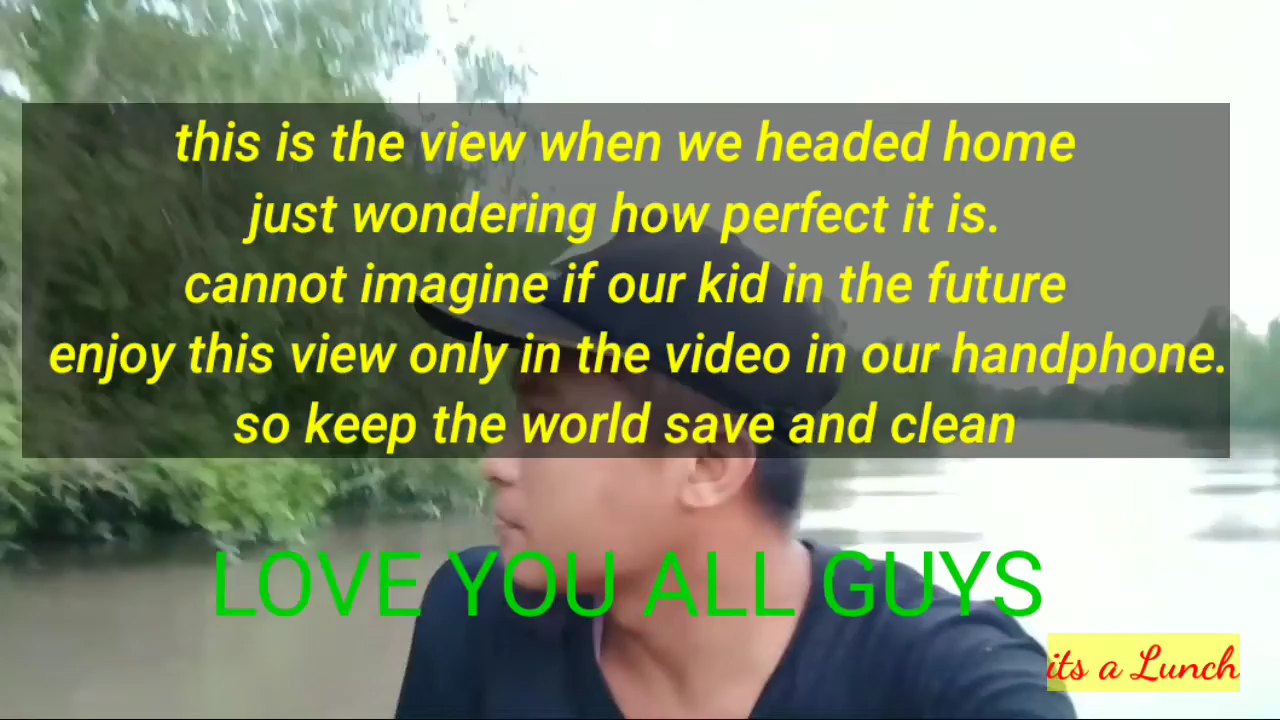 this is the view when we headed home
just wondering how perfect it is.
cannot imagine if our kid in the future
enjoy this view only in the video in our handphone.
so keep the world save and clean
LOVE YOU ALL GUYS
its a Lunch